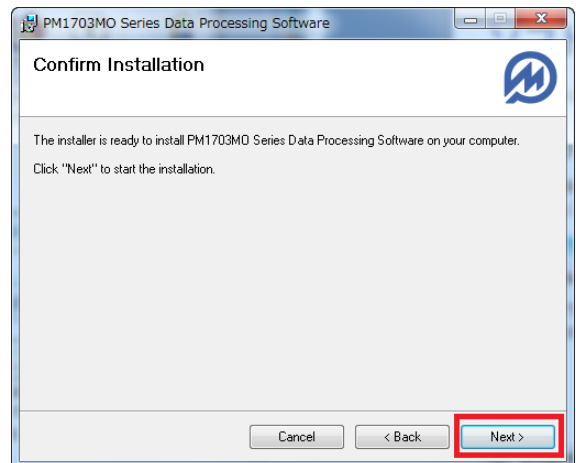 PM1703MO Series Data Processing Software
Confirm Installation
The installer is ready to install PM1703MO Series Data Processing Software on your computer.
Click "Next" to start the installation.
Cancel
< Back
Next >